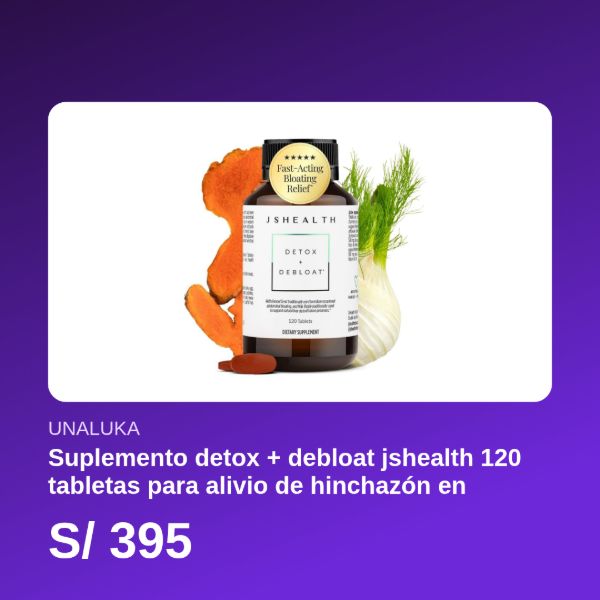 ★★★★★
Fast-Acting
Bloating
Relief
JSHEALTH
DETOX
+
DEBLOAT
120 Tablets
DIETARY SUPPLEMENT
UNALUKA
Suplemento detox + debloat jshealth 120
tabletas para alivio de hinchazón en
S/ 395